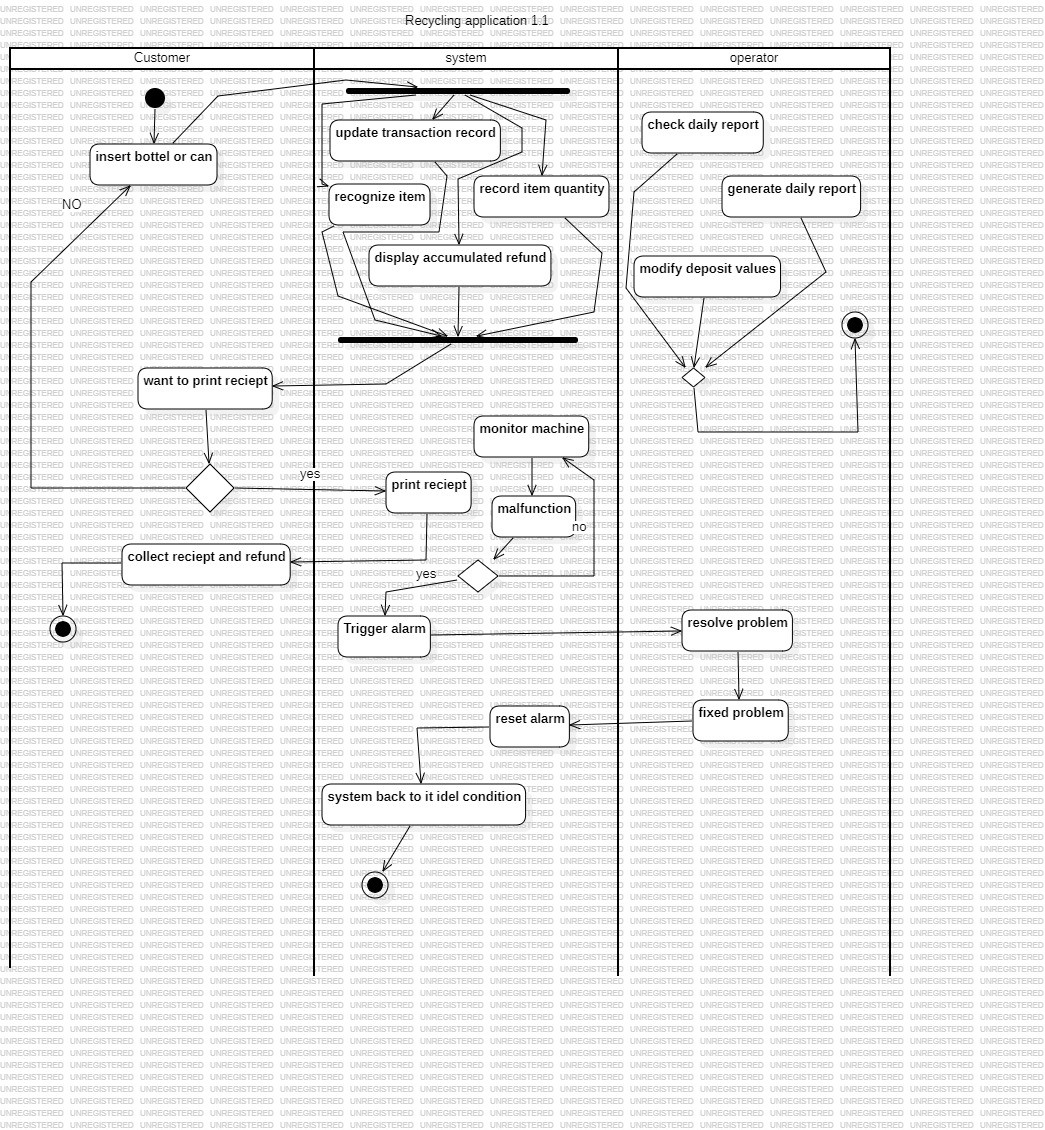 Recycling application 1.1
Customer
system
operator
insert bottel or can
NO
update transaction record
recognize item
record item quantity
display accumulated refund
check daily report
generate daily report
modify deposit values
want to print reciept
yes
print reciept
collect reciept and refund
monitor machine
malfunction
no
yes
Trigger alarm
resolve problem
fixed problem
reset alarm
system back to it idel condition
UNREGISTERED